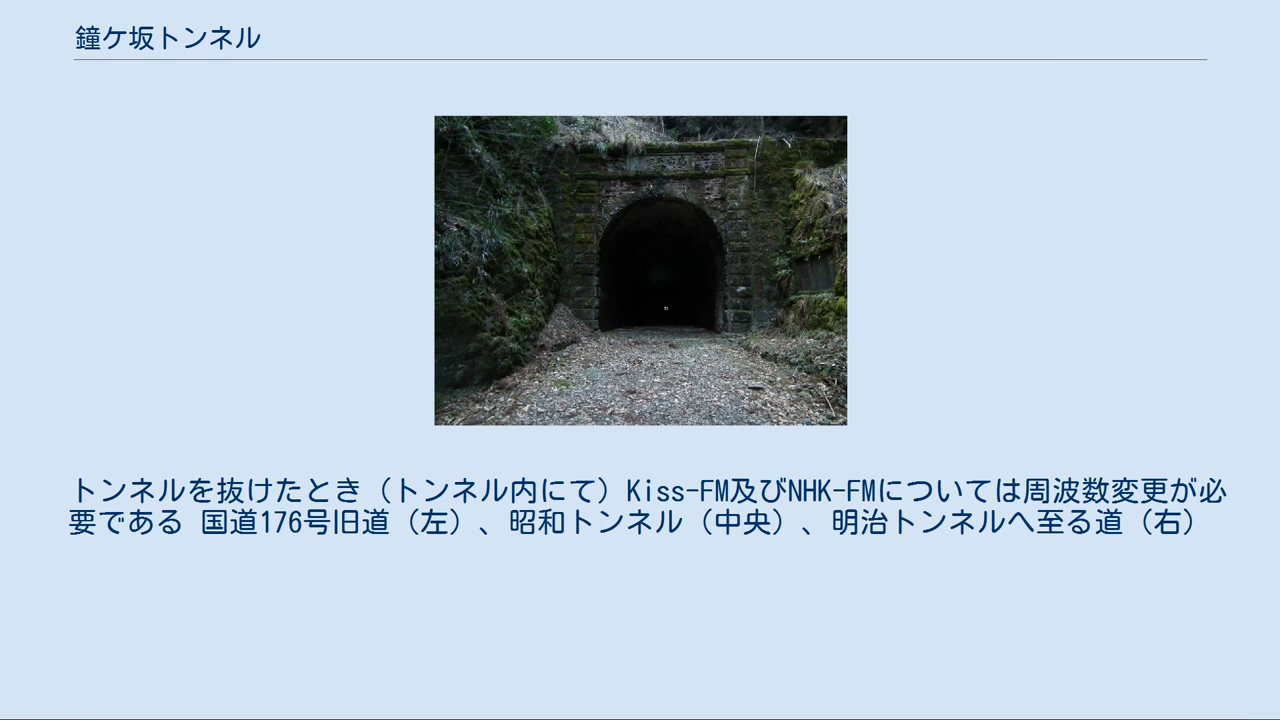 鐘ケ坂トンネル
トンネルを抜けたとき（トンネル内にて）Kiss-FM及びNHK-FMについては周波数変更が必
要である 国道176号旧道（左）、昭和トンネル（中央）、明治トンネルへ至る道（右）